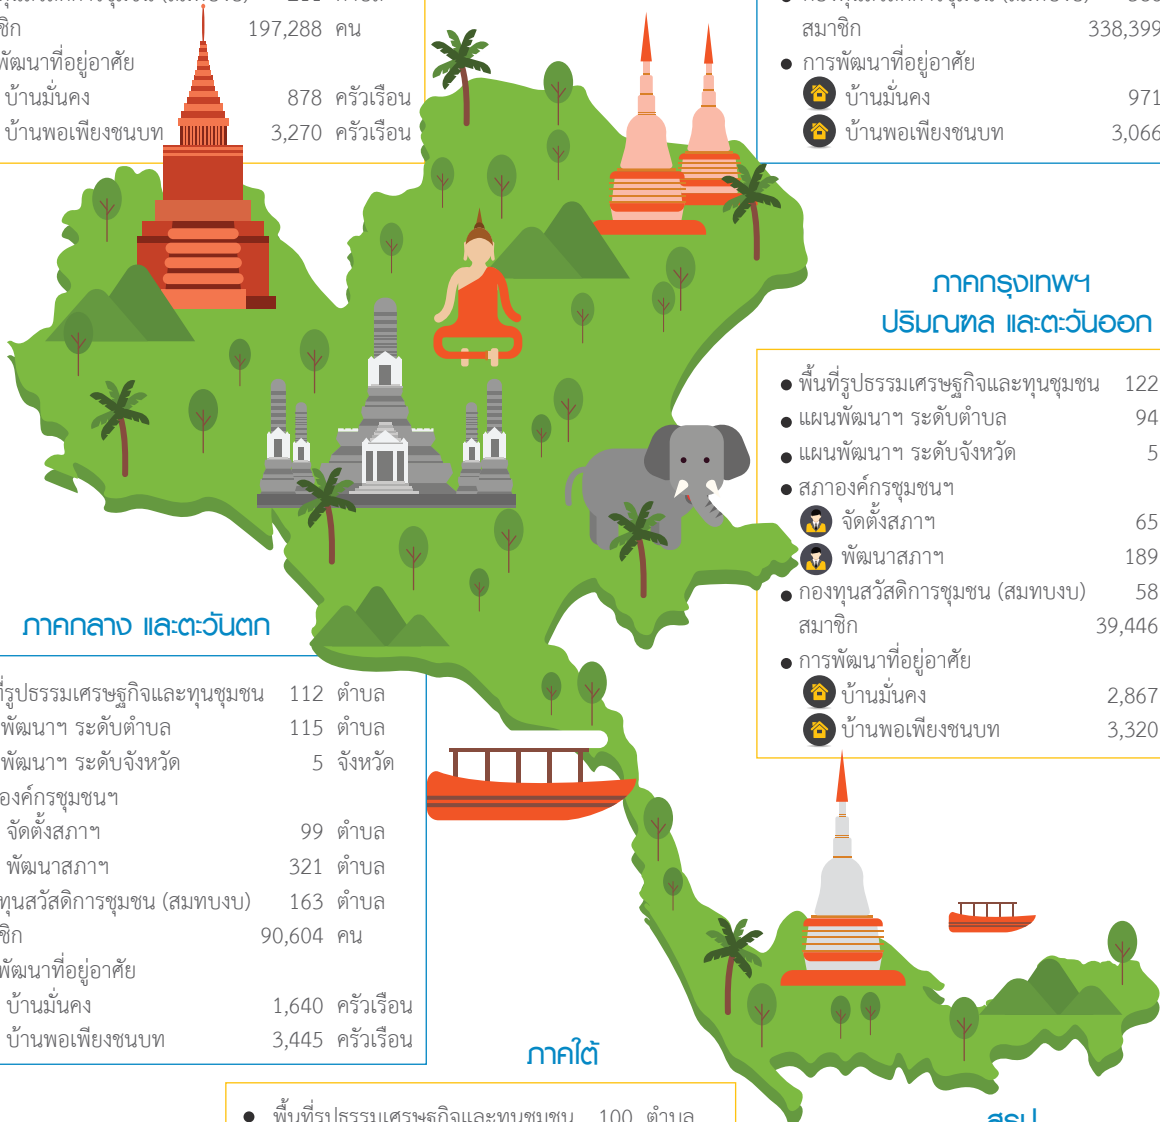 197,288 คน
บ้านมั่นคง 878 ครัวเรือน
บ้านพอเพียงชนบท 3,270 ครัวเรือน
สมาชิก 338,399
การพัฒนาที่อยู่อาศัย
บ้านมั่นคง 971
บ้านพอเพียงชนบท 3,066
ภาคกรุงเทพฯ
ปริมณฑล และตะวันออก
พื้นที่รูปธรรมเศรษฐกิจและทุนชุมชน 122
แผนพัฒนาฯ ระดับตำบล 94
แผนพัฒนาฯ ระดับจังหวัด 5
สภาองค์กรชุมชนฯ
จัดตั้งสภาฯ 65
พัฒนาสภาฯ 189
กองทุนสวัสดิการชุมชน (สมทบงบ) 58
สมาชิก 39,446
การพัฒนาที่อยู่อาศัย
บ้านมั่นคง 2,867
บ้านพอเพียงชนบท 3,320
ภาคกลาง และตะวันตก
รูปธรรมเศรษฐกิจและทุนชุมชน 112 ตำบล
พัฒนาฯ ระดับตำบล 115 ตำบล
พัฒนาฯ ระดับจังหวัด 5 จังหวัด
องค์กรชุมชนฯ
จัดตั้งสภาฯ 99 ตำบล
พัฒนาสภาฯ 321 ตำบล
ทุนสวัสดิการชุมชน (สมทบงบ) 163 ตำบล
90,604 คน
พัฒนาที่อยู่อาศัย
บ้านมั่นคง 1,640 ครัวเรือน
บ้านพอเพียงชนบท 3,445 ครัวเรือน
ภาคใต้
พื้นที่รูปธรรมเศรษฐกิจและทุนชุมชน 100 ตำบล
สรุป